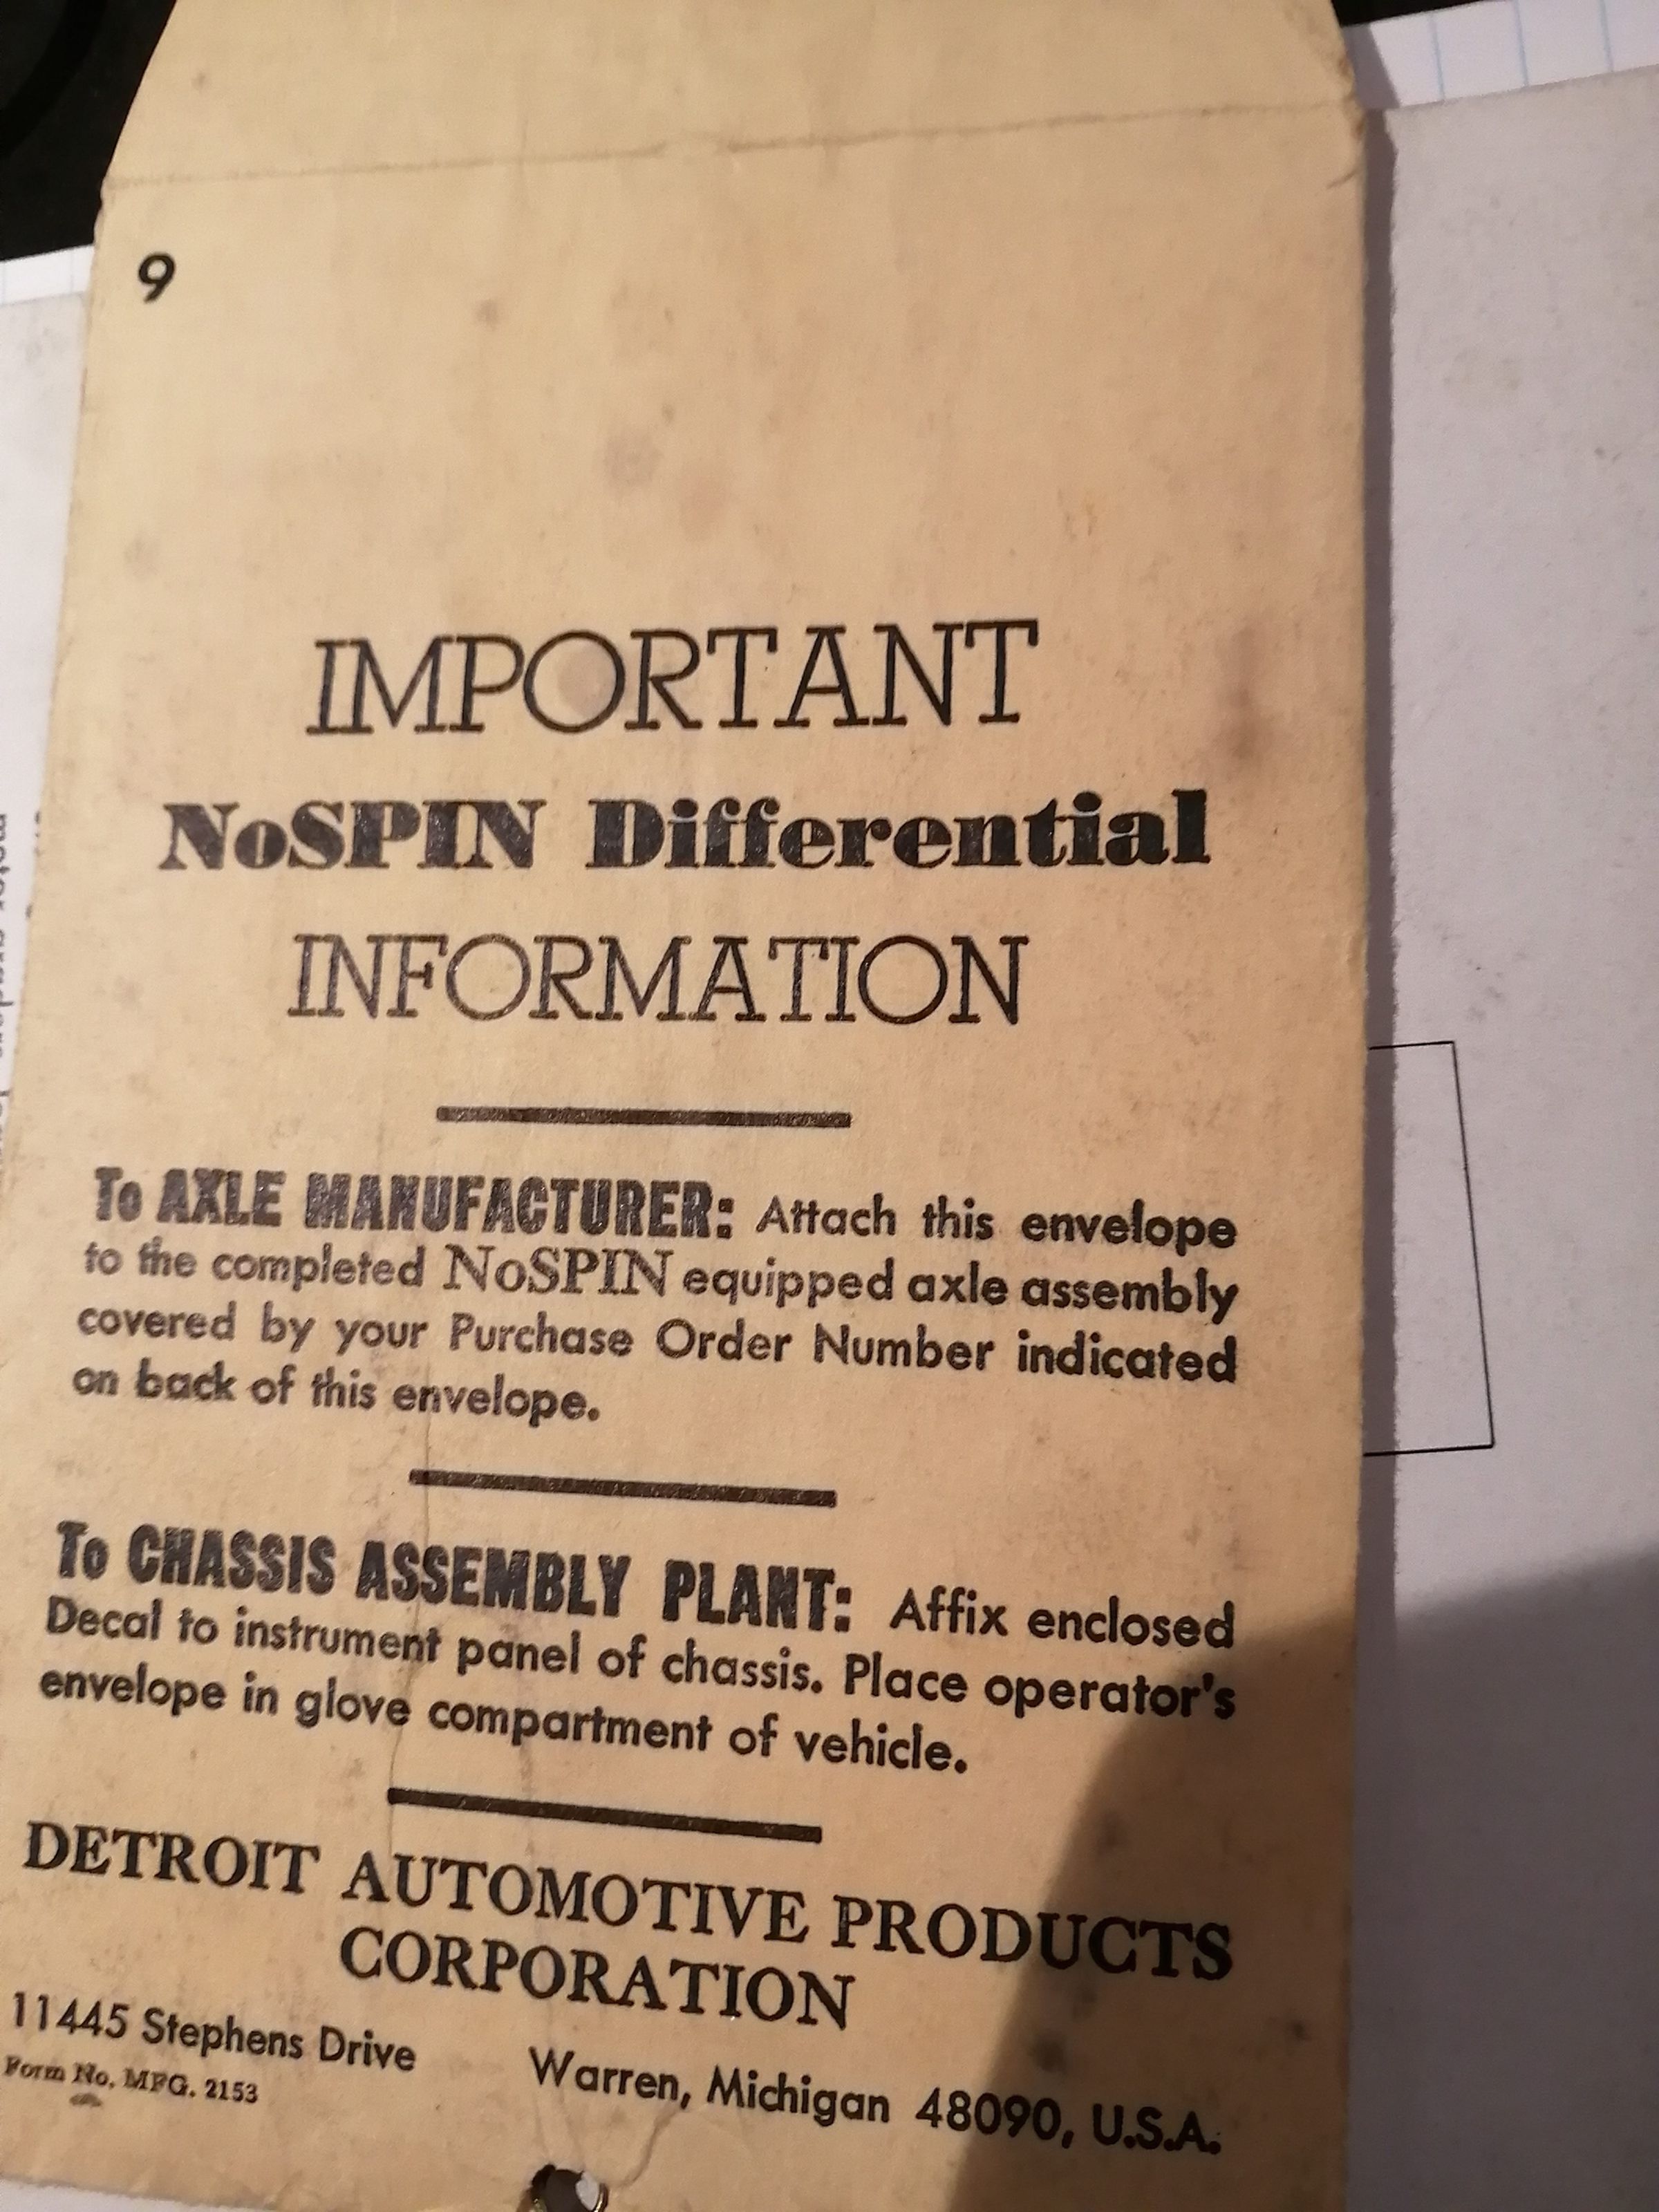 9
IMPORTANT
NoSPIN Differential
INFORMATION
To AXLE MANUFACTURER: Attach this envelope
to the completed NoSPIN equipped axle assembly
covered by your Purchase Order Number indicated
on back of this envelope.
To CHASSIS ASSEMBLY PLANT: Affix enclosed
Decal to instrument panel of chassis. Place operator's
envelope in glove compartment of vehicle.
DETROIT AUTOMOTIVE PRODUCTS
CORPORATION
11445 Stephens Drive Warren, Michigan 48090, U.S.A.
Form No. MFG. 2153